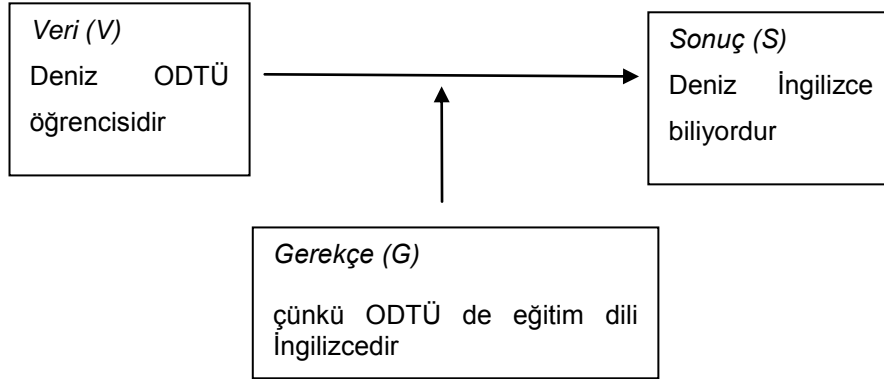 Veri (V)
Deniz ODTÜ
öğrencisidir
Sonuç (S)
Deniz İngilizce
biliyordur
Gerekçe (G)
çünkü ODTÜ de eğitim dili
İngilizcedir